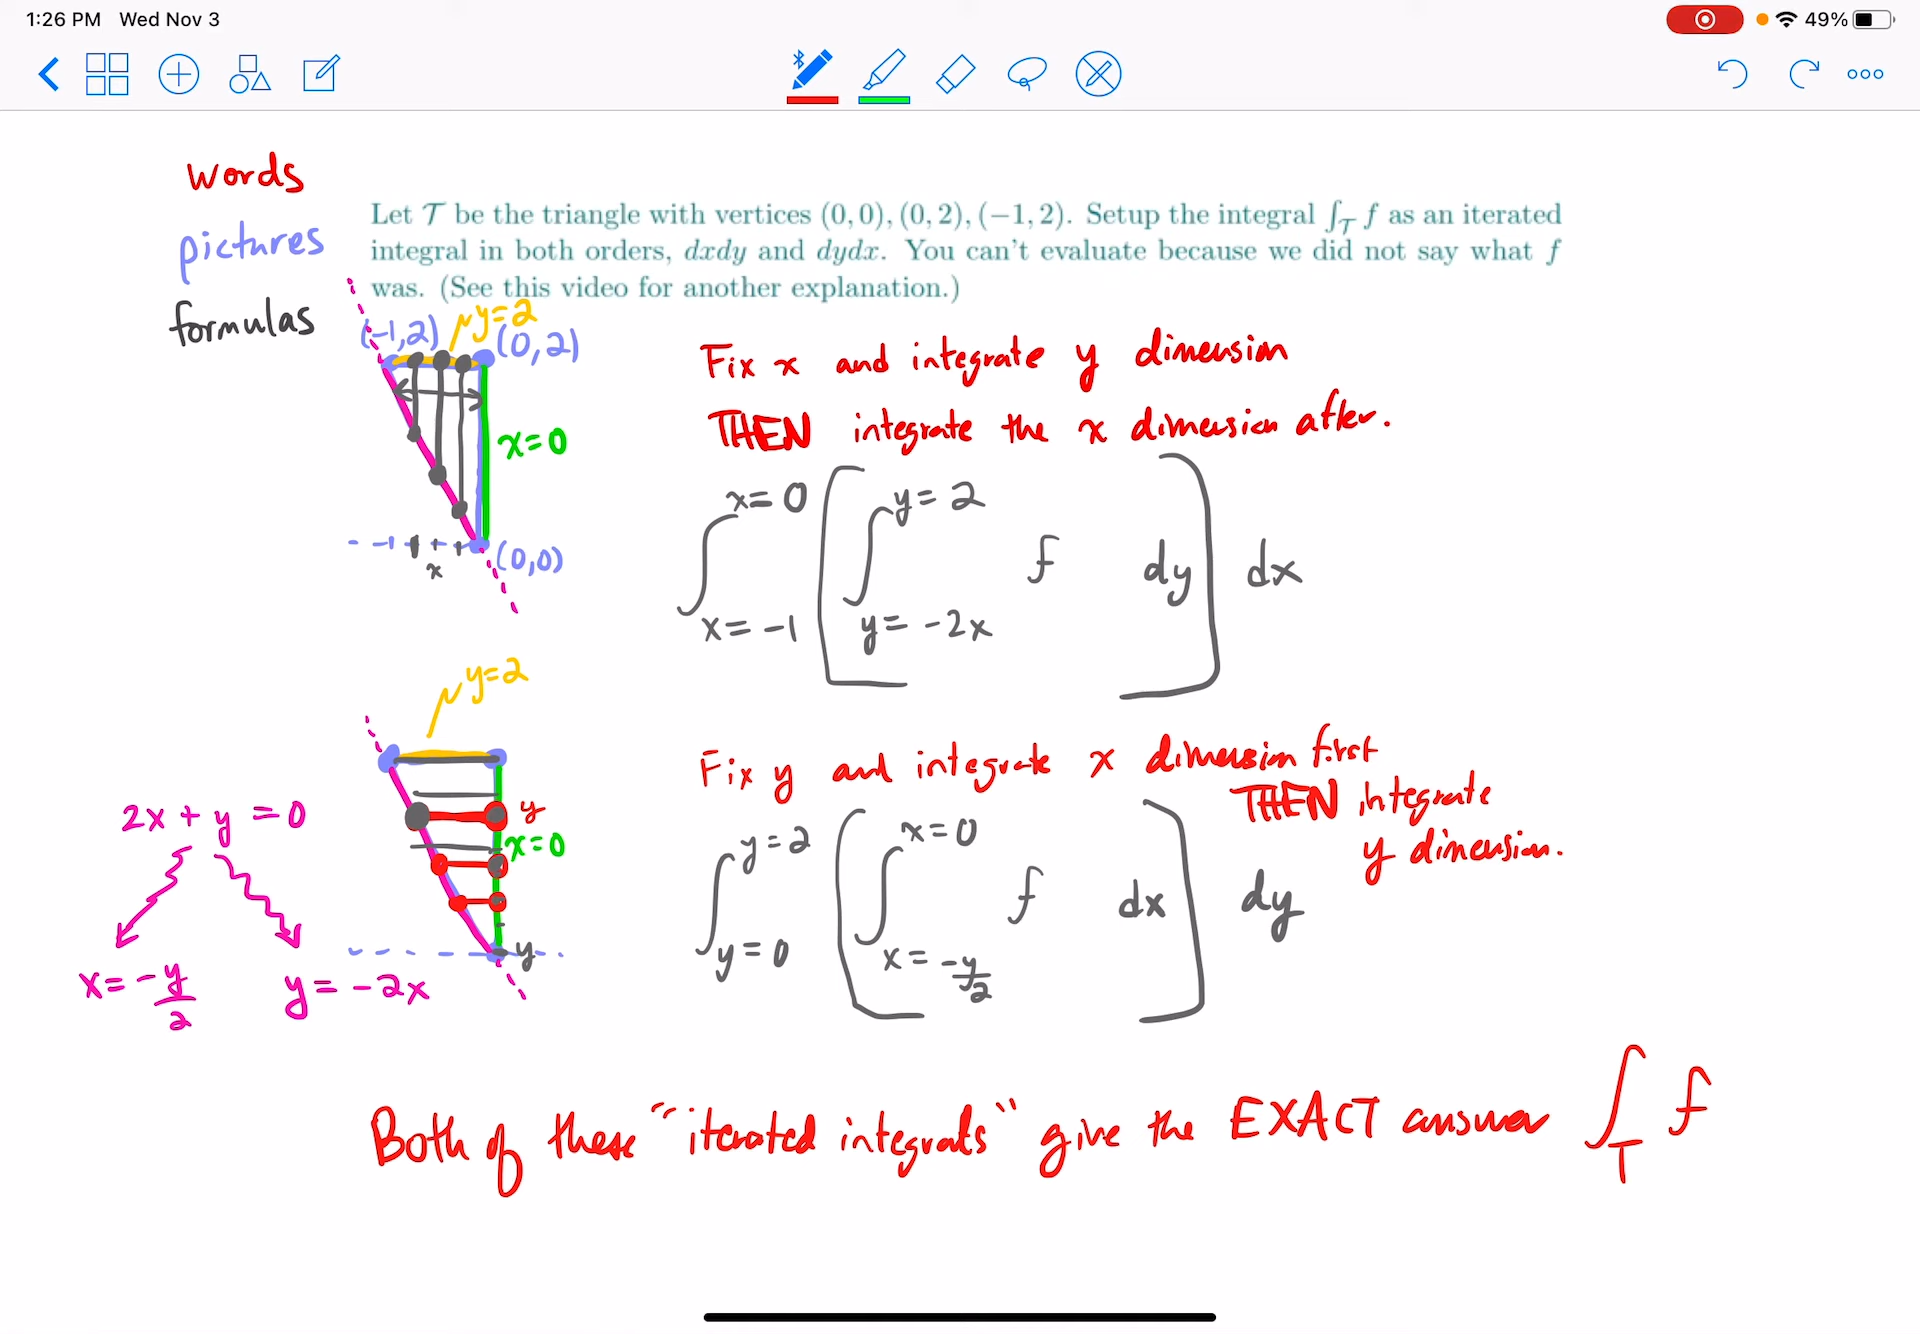 1:26 PM Wed Nov 3
49%
words
pictures
formulas
Let 𝒯 be the triangle with vertices (0, 0), (0, 2), (−1, 2). Setup the integral ∫_𝒯 f as an iterated
integral in both orders, dxdy and dydx. You can't evaluate because we did not say what f
was. (See this video for another explanation.)
y=2
(-1,2)
(0,2)
x=0
-1
x
(0,0)
Fix x and integrate y dimension
THEN integrate the x dimension after.
∫_{x=-1}^{x=0} [ ∫_{y=-2x}^{y=2} f dy ] dx
y=2
y
x=0
y
2x + y = 0
x = -y/2
y = -2x
Fix y and integrate x dimension first
THEN integrate
y dimension.
∫_{y=0}^{y=2} [ ∫_{x=-y/2}^{x=0} f dx ] dy
Both of these "iterated integrals" give the EXACT answer ∫_T f